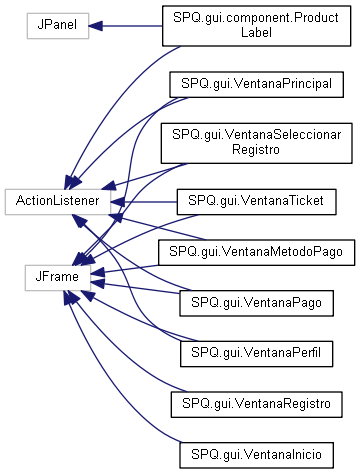 JPanel
SPQ.gui.component.Product
Label
SPQ.gui.VentanaPrincipal
SPQ.gui.VentanaSeleccionar
Registro
ActionListener
SPQ.gui.VentanaTicket
SPQ.gui.VentanaMetodoPago
JFrame
SPQ.gui.VentanaPago
SPQ.gui.VentanaPerfil
SPQ.gui.VentanaRegistro
SPQ.gui.VentanaInicio